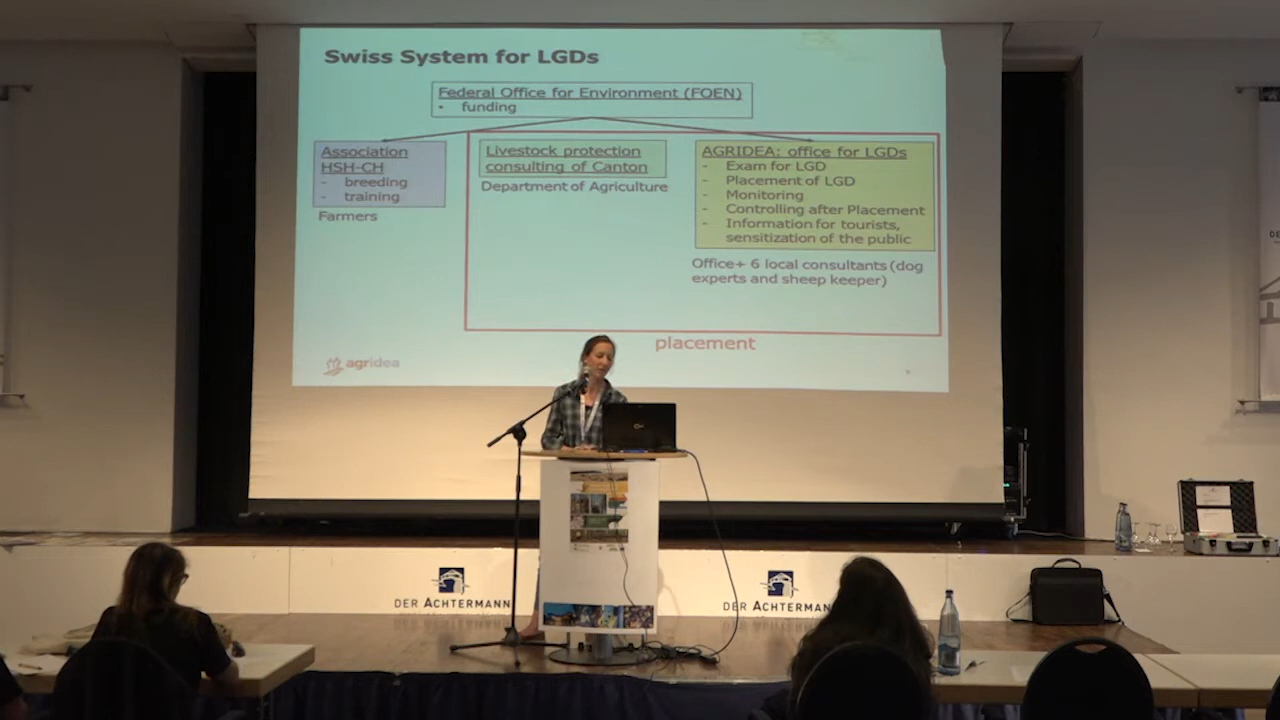 Swiss System for LGDs
Federal Office for Environment (FOEN)
• funding
Association
HSH-CH
- breeding
- training
Farmers
Livestock protection
consulting of Canton
Department of Agriculture
AGRIDEA: office for LGDs
- Exam for LGD
- Placement of LGD
- Monitoring
- Controlling after Placement
- Information for tourists,
sensitization of the public
Office+ 6 local consultants (dog
experts and sheep keeper)
placement
agridea
DER ACHTERMANN
DER ACHTERMANN